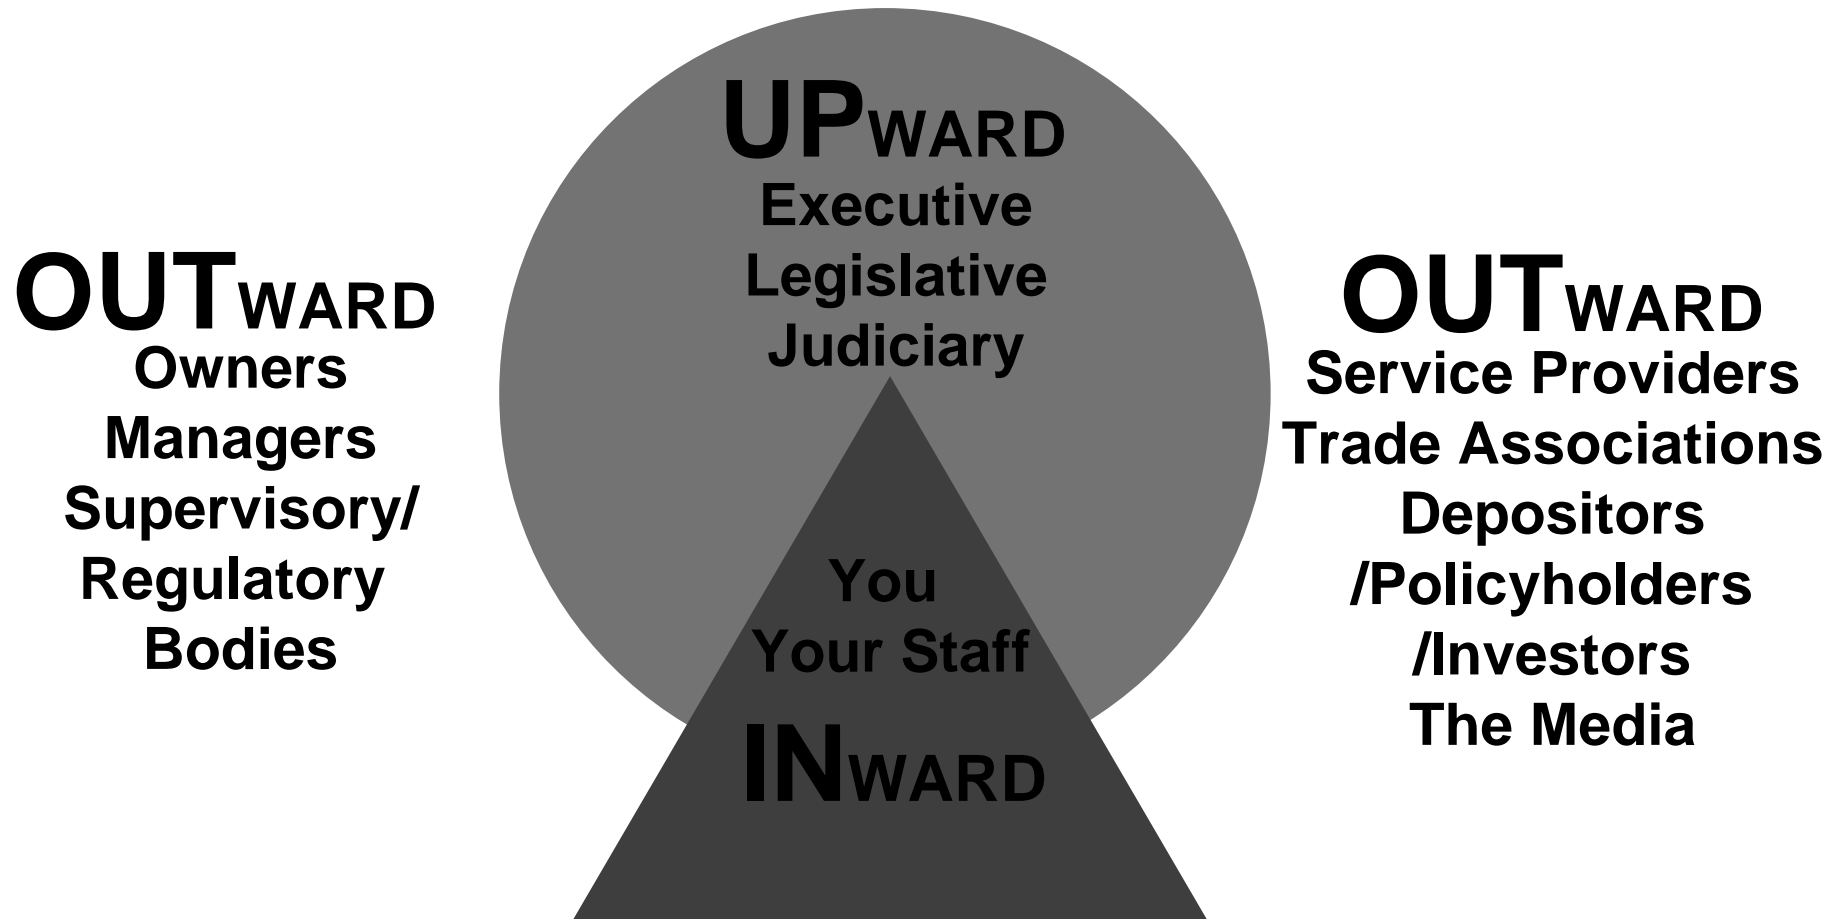 UPWARD
Executive
Legislative
Judiciary
OUTWARD
Owners
Managers
Supervisory/
Regulatory
Bodies
You
Your Staff
INWARD
OUTWARD
Service Providers
Trade Associations
Depositors
/Policyholders
/Investors
The Media